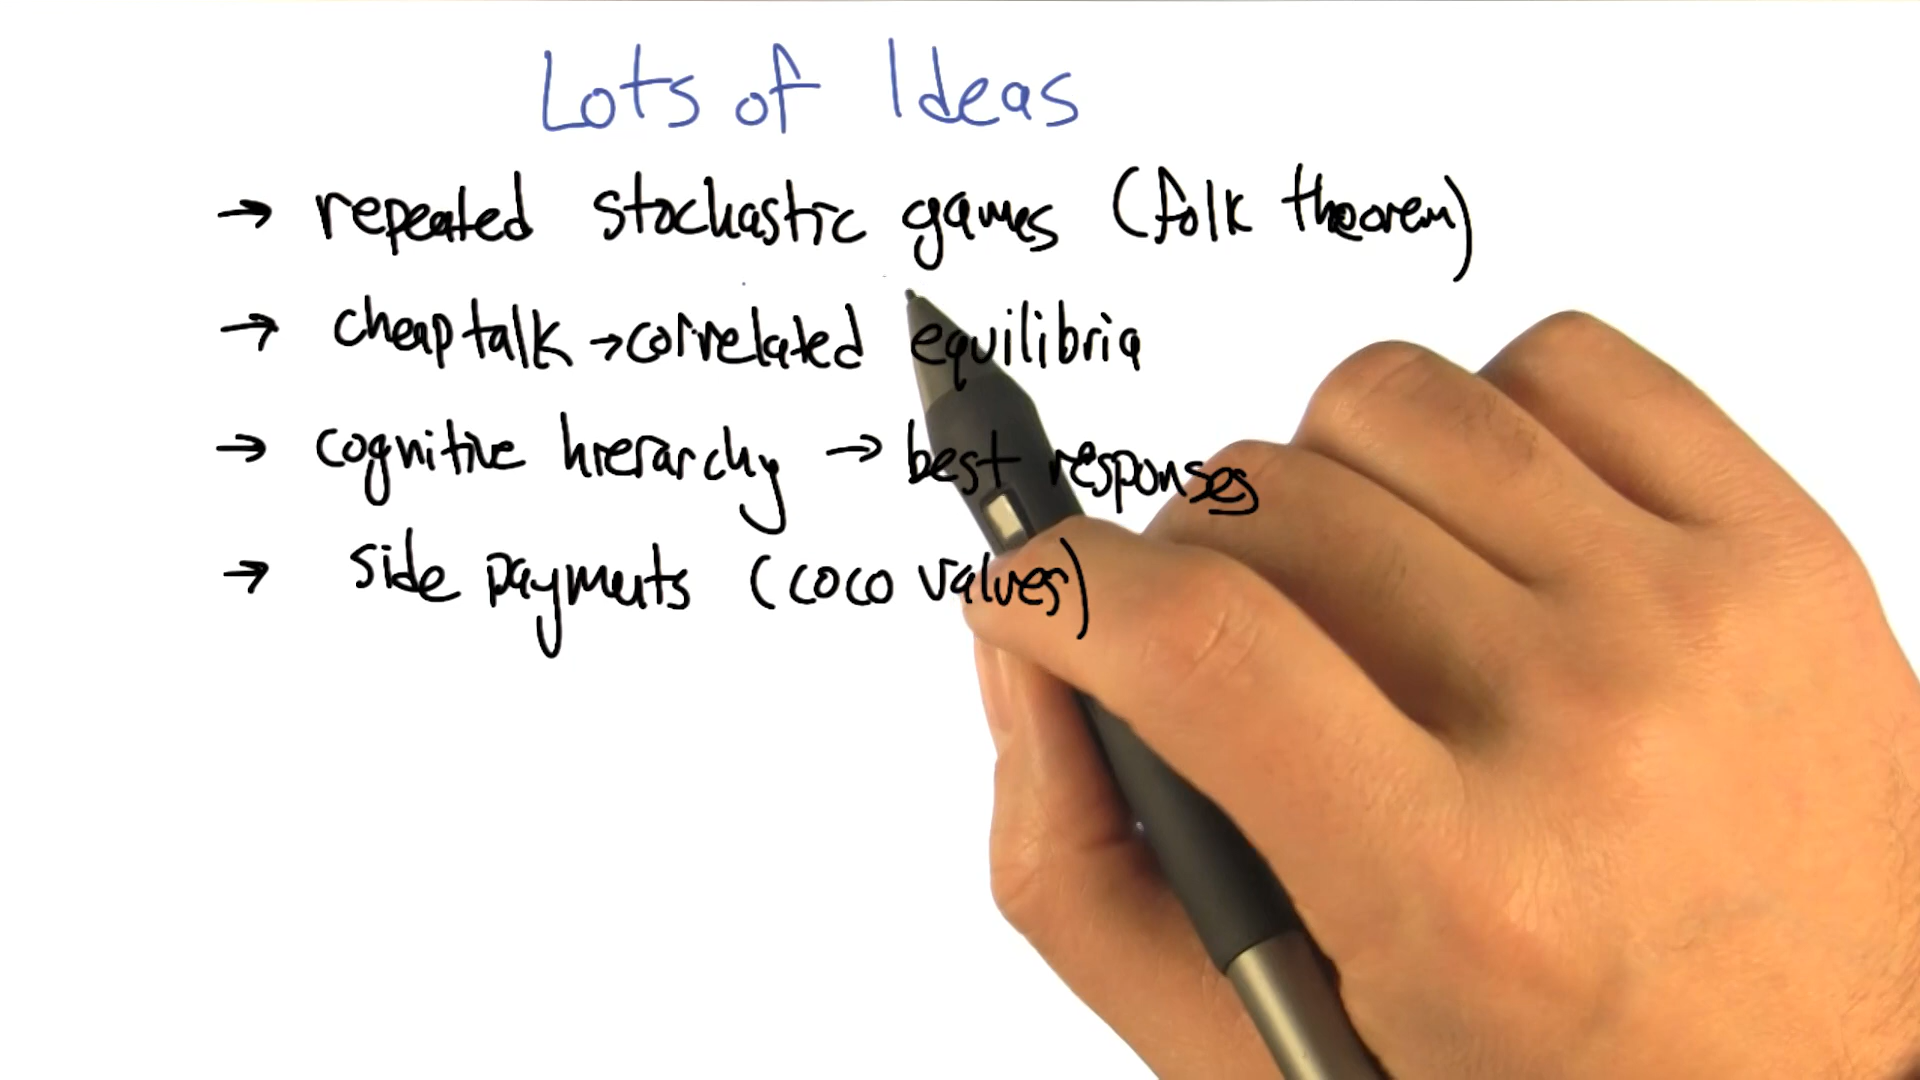 Lots of Ideas
→ repeated stochastic games (folk theorem)
→ cheap talk → correlated equilibria
→ cognitive hierarchy → best responses
→ side payments (coco values)